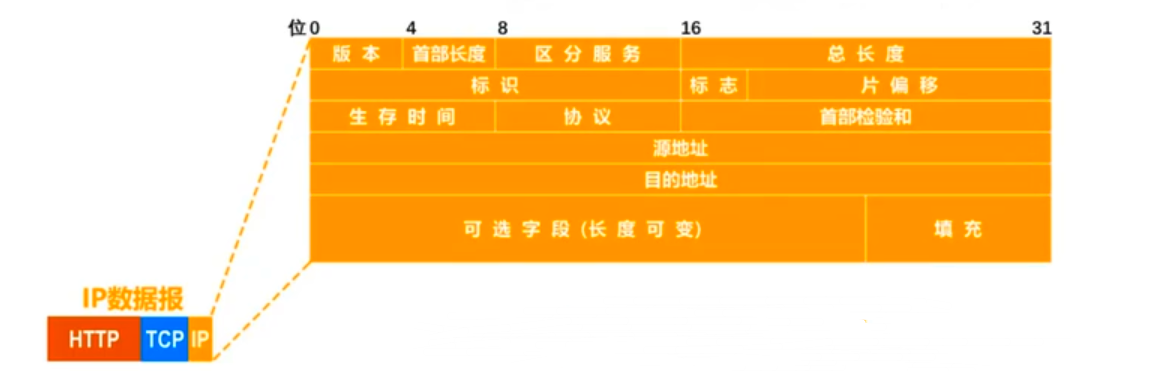 位 0 4 8 16 31
版 本 首部长度 区 分 服 务 总 长 度
标 识 标 志 片 偏 移
生 存 时 间 协 议 首部检验和
源地址
目的地址
可 选 字 段 (长 度 可 变) 填 充
IP数据报
HTTP TCP IP